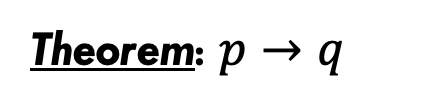 Theorem: p → q